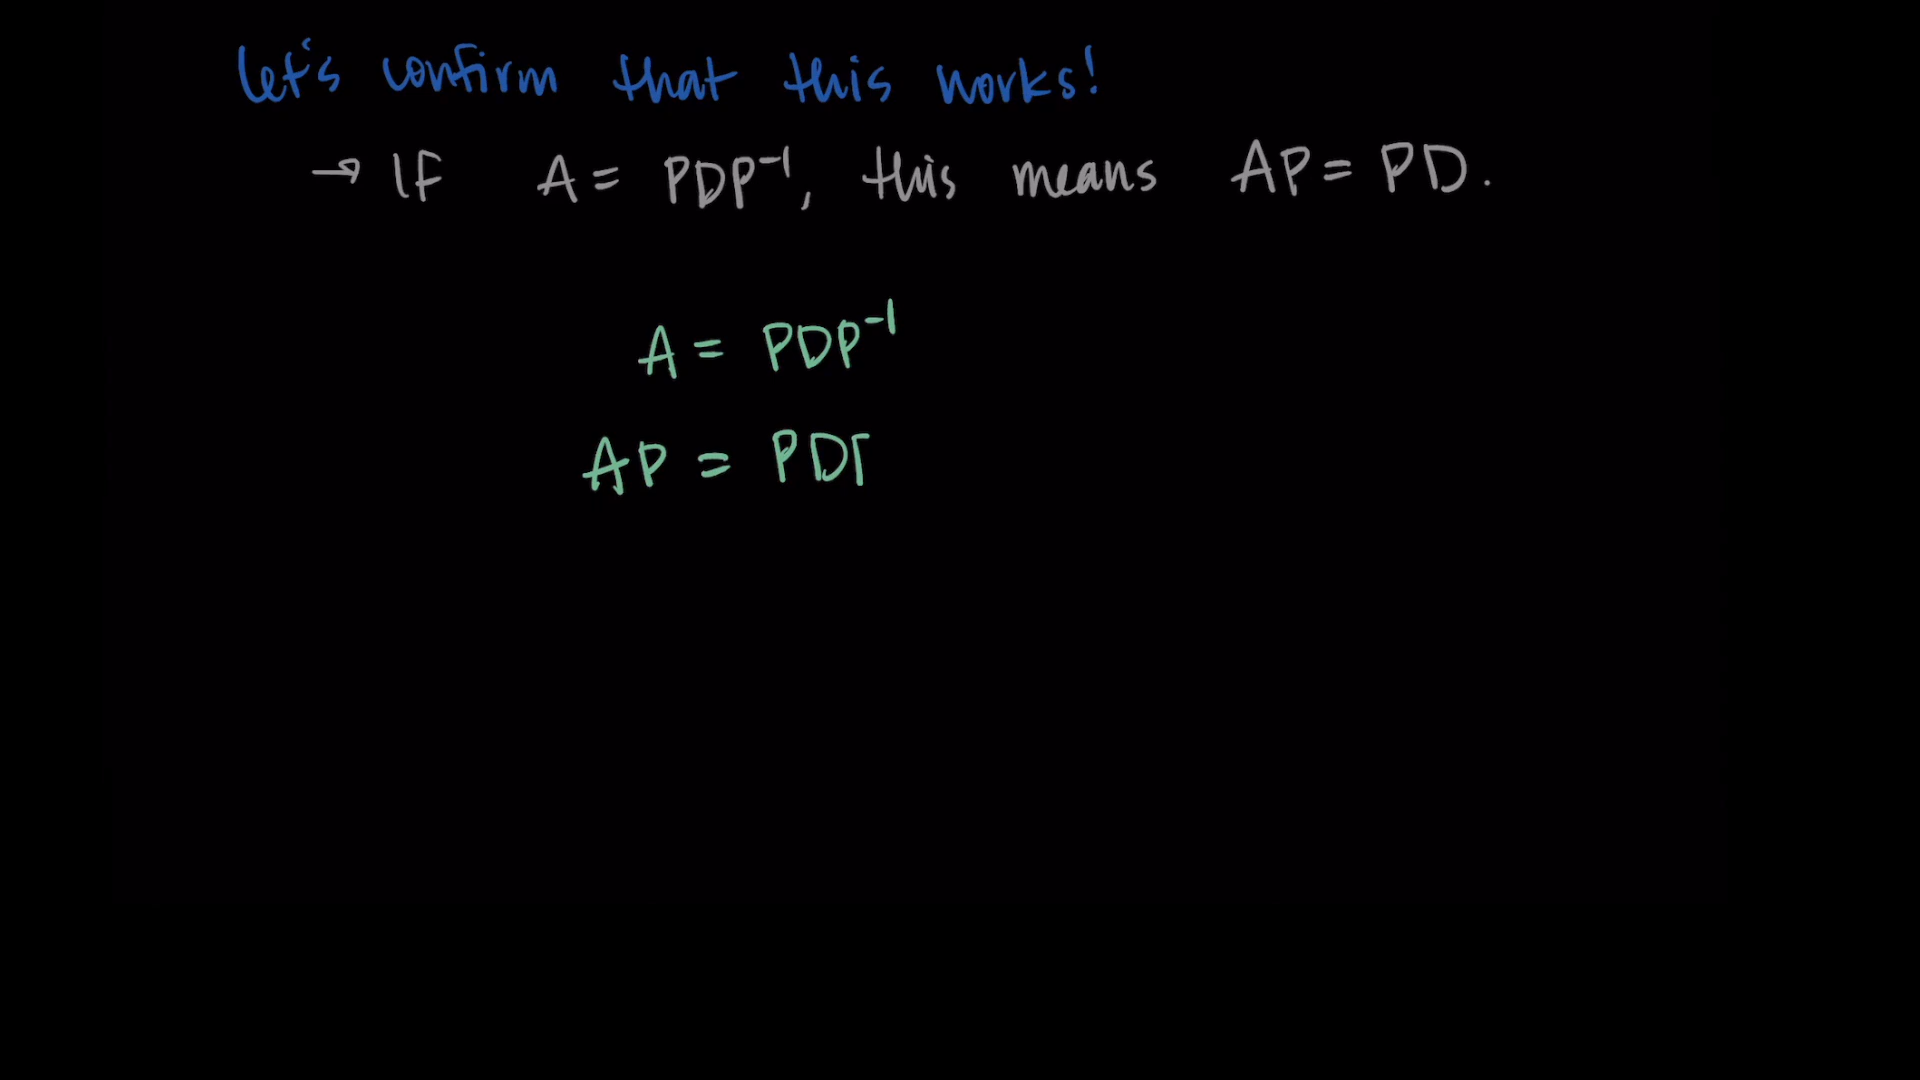 let's confirm that this works!
→ IF A = PDP⁻¹, this means AP = PD.
A = PDP⁻¹
AP = PD